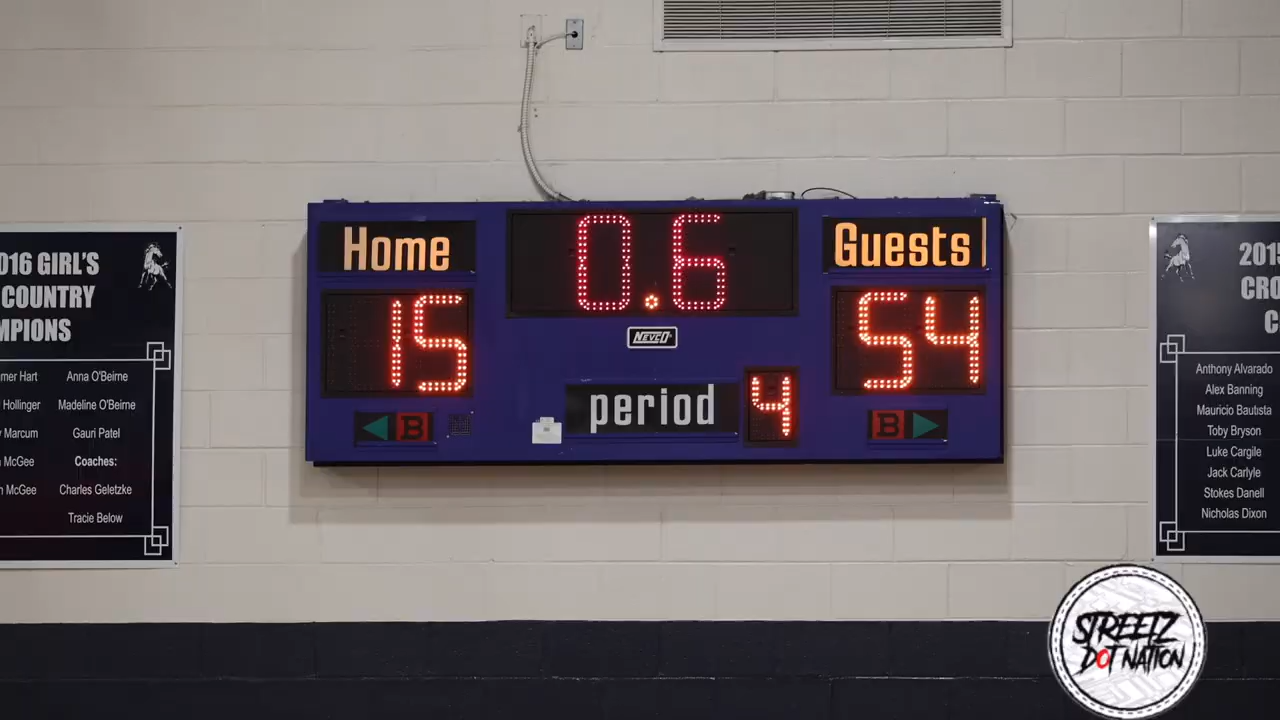 Home
0.6
Guests
15
NEVCO
54
period
4
B
B
016 GIRL'S
COUNTRY
MPIONS
mer Hart
Anna O'Beirne
Hollinger
Madeline O'Beirne
Marcum
Gauri Patel
McGee
Coaches:
McGee
Charles Geletzke
Tracie Below
201
CRO
C
Anthony Alvarado
Alex Banning
Mauricio Bautista
Toby Bryson
Luke Cargile
Jack Carlyle
Stokes Danell
Nicholas Dixon
STREETZ
DOT NATION